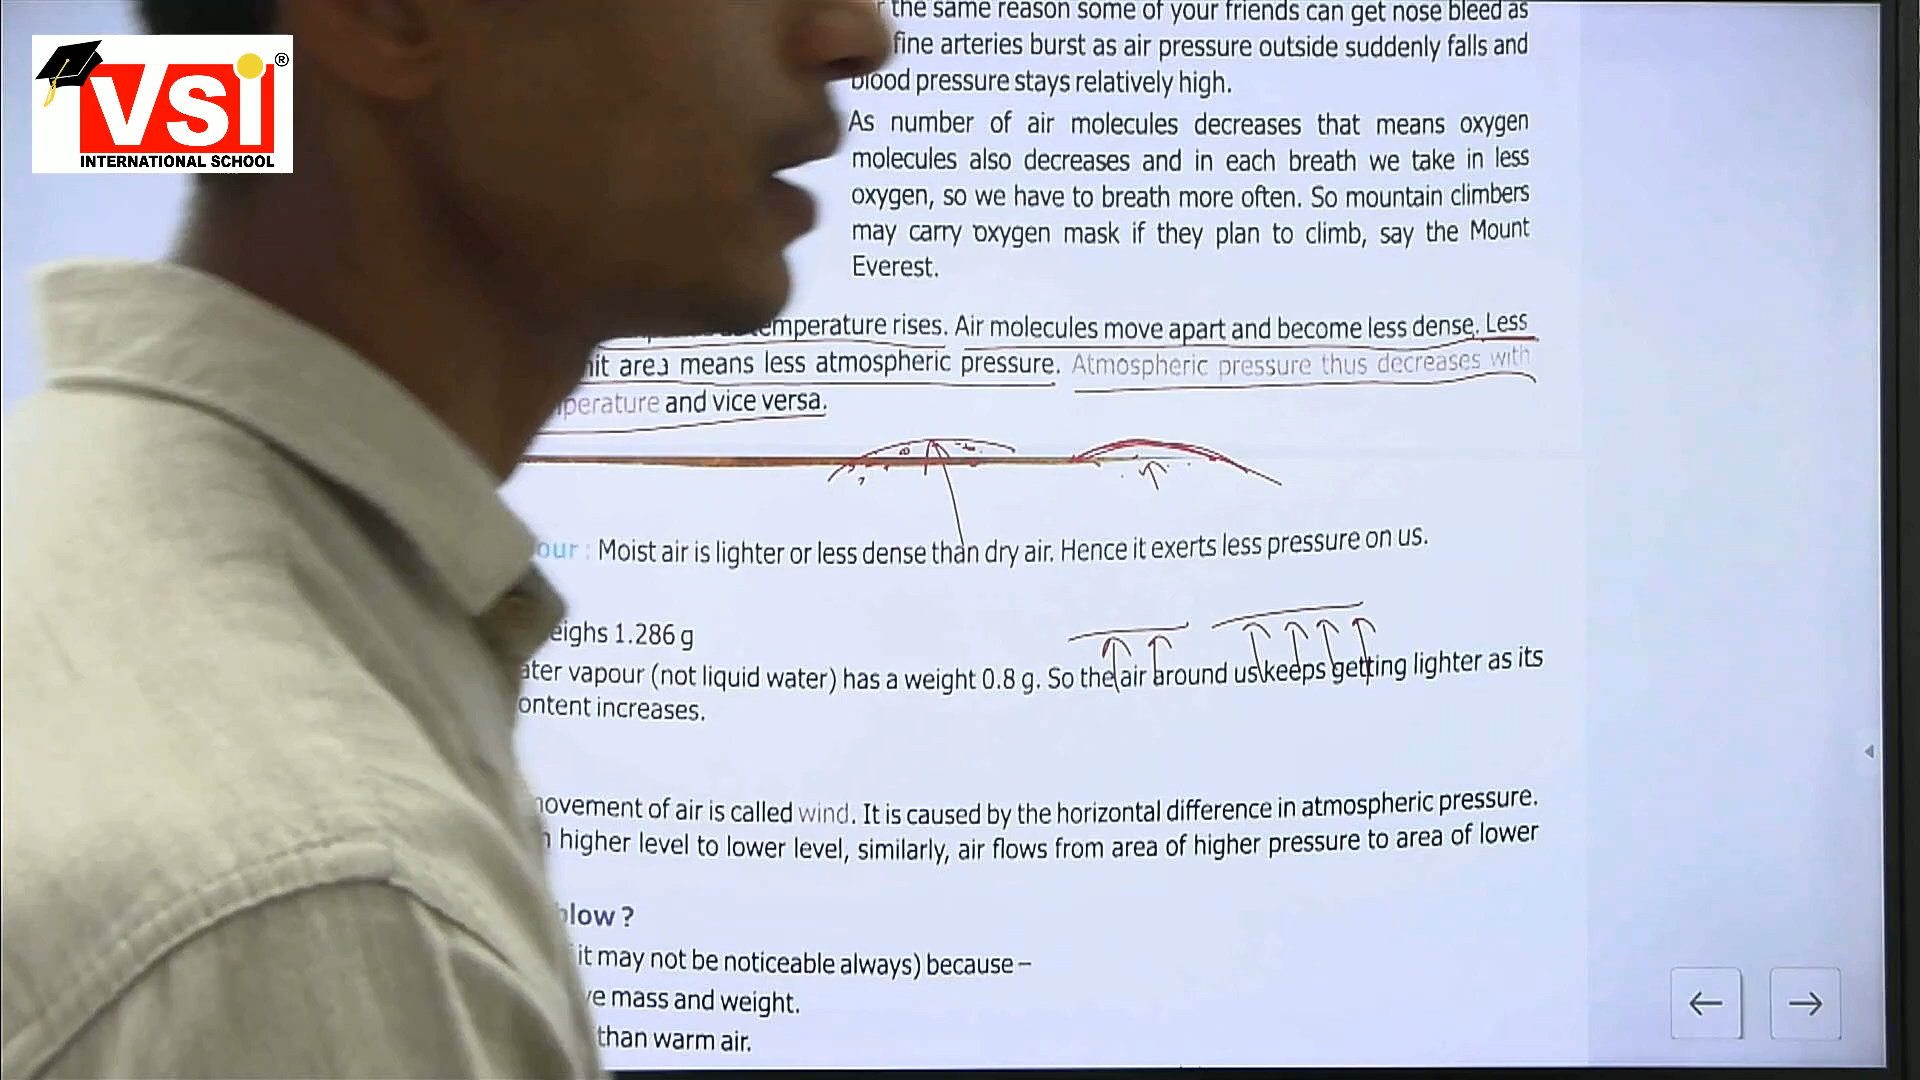 vsi ®
INTERNATIONAL SCHOOL
the same reason some of your friends can get nose bleed as
fine arteries burst as air pressure outside suddenly falls and
blood pressure stays relatively high.
As number of air molecules decreases that means oxygen
molecules also decreases and in each breath we take in less
oxygen, so we have to breath more often. So mountain climbers
may carry oxygen mask if they plan to climb, say the Mount
Everest.
temperature rises. Air molecules move apart and become less dense. Less
area means less atmospheric pressure. Atmospheric pressure thus decreases with
and vice versa.
Moist air is lighter or less dense than dry air. Hence it exerts less pressure on us.
1.286 g
vapour (not liquid water) has a weight 0.8 g. So the air around us keeps getting lighter as its
increases.
movement of air is called wind. It is caused by the horizontal difference in atmospheric pressure.
higher level to lower level, similarly, air flows from area of higher pressure to area of lower
blow ?
it may not be noticeable always) because –
mass and weight.
than warm air.